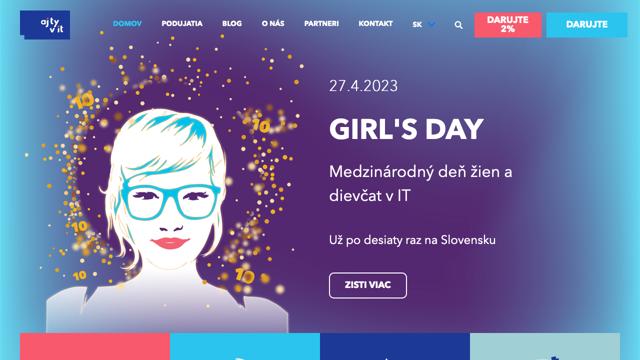 aj ty
v it
DOMOV
PODUJATIA
BLOG
O NÁS
PARTNERI
KONTAKT
SK
DARUJTE
2%
DARUJTE
27.4.2023
GIRL'S DAY
Medzinárodný deň žien a
dievčat v IT
Už po desiaty raz na Slovensku
ZISTI VIAC
10
10
10
10
10